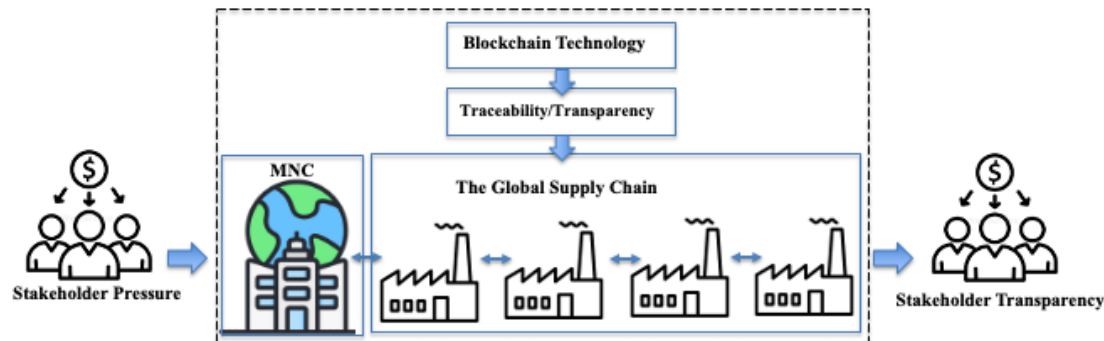 Blockchain Technology
Traceability/Transparency
MNC
The Global Supply Chain
$
$
Stakeholder Pressure
Stakeholder Transparency